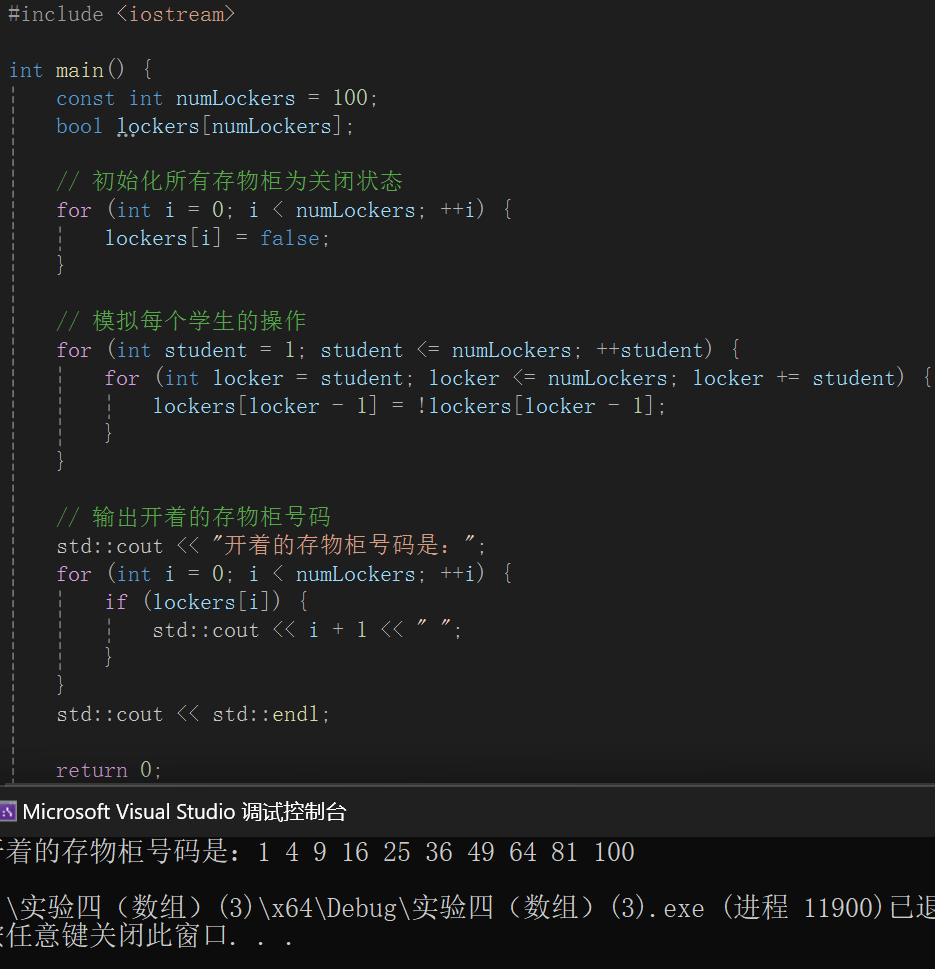 #include <iostream>
int main() {
const int numLockers = 100;
bool lockers[numLockers];
// 初始化所有存物柜为关闭状态
for (int i = 0; i < numLockers; ++i) {
lockers[i] = false;
}
// 模拟每个学生的操作
for (int student = 1; student <= numLockers; ++student) {
for (int locker = student; locker <= numLockers; locker += student) {
lockers[locker - 1] = !lockers[locker - 1];
}
}
// 输出开着的存物柜号码
std::cout << "开着的存物柜号码是: ";
for (int i = 0; i < numLockers; ++i) {
if (lockers[i]) {
std::cout << i + 1 << " ";
}
}
std::cout << std::endl;
return 0;
Microsoft Visual Studio 调试控制台
着的存物柜号码是: 1 4 9 16 25 36 49 64 81 100
\实验四（数组）(3)\x64\Debug\实验四（数组）(3).exe (进程 11900)已退
任意键关闭此窗口. . .